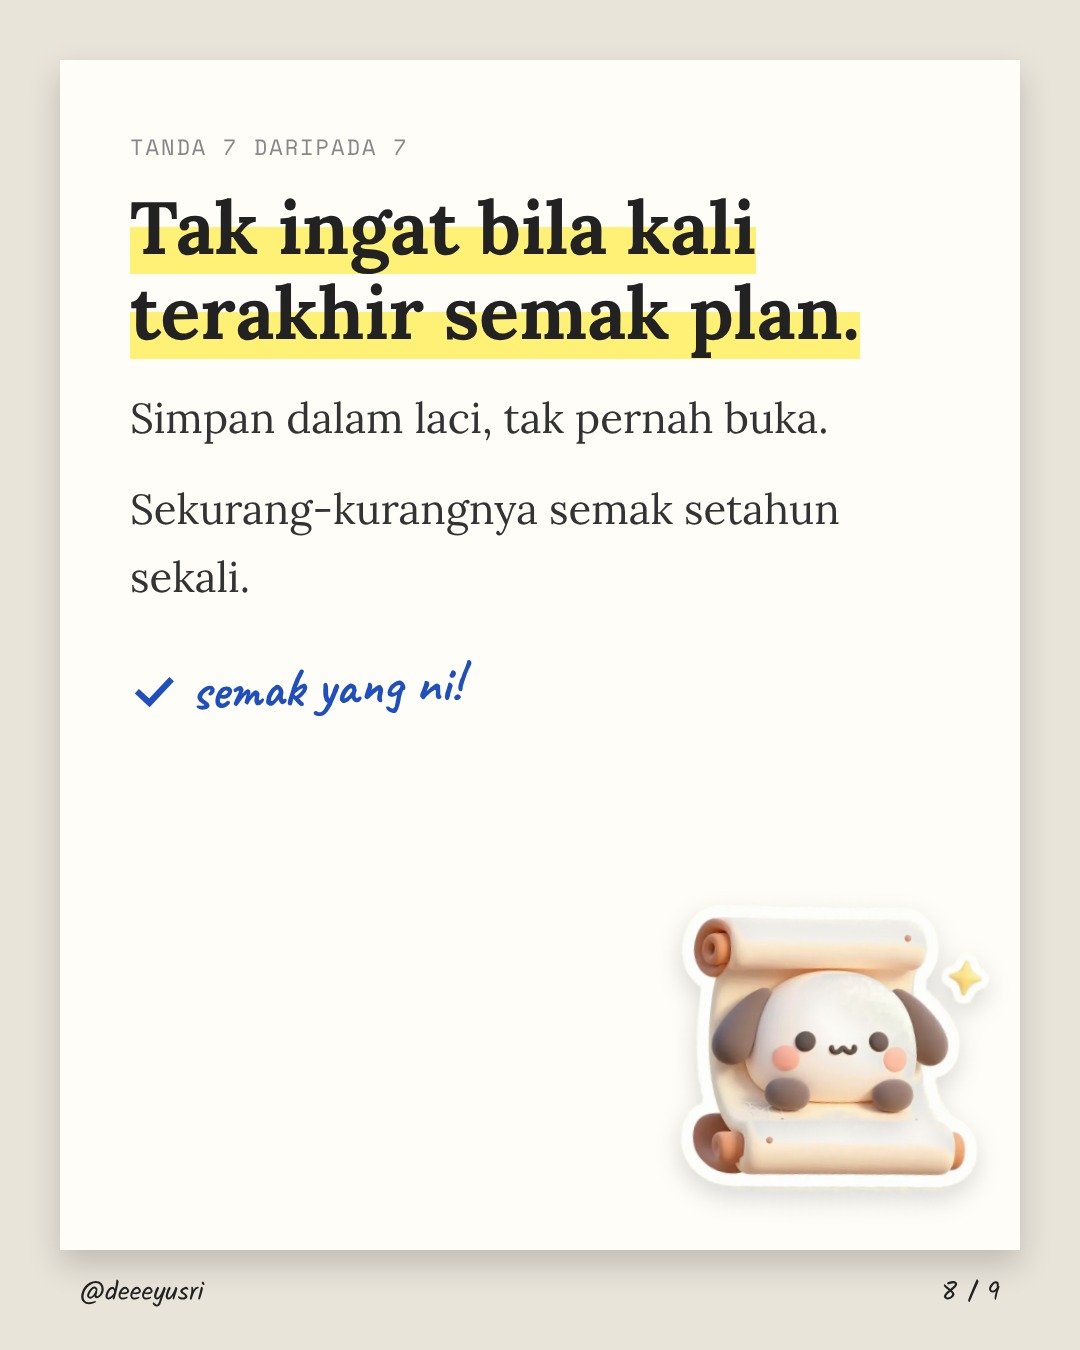 TANDA 7 DARIPADA 7
Tak ingat bila kali
terakhir semak plan.
Simpan dalam laci, tak pernah buka.
Sekurang-kurangnya semak setahun
sekali.
✓ semak yang ni!
@deeeyusri
8 / 9